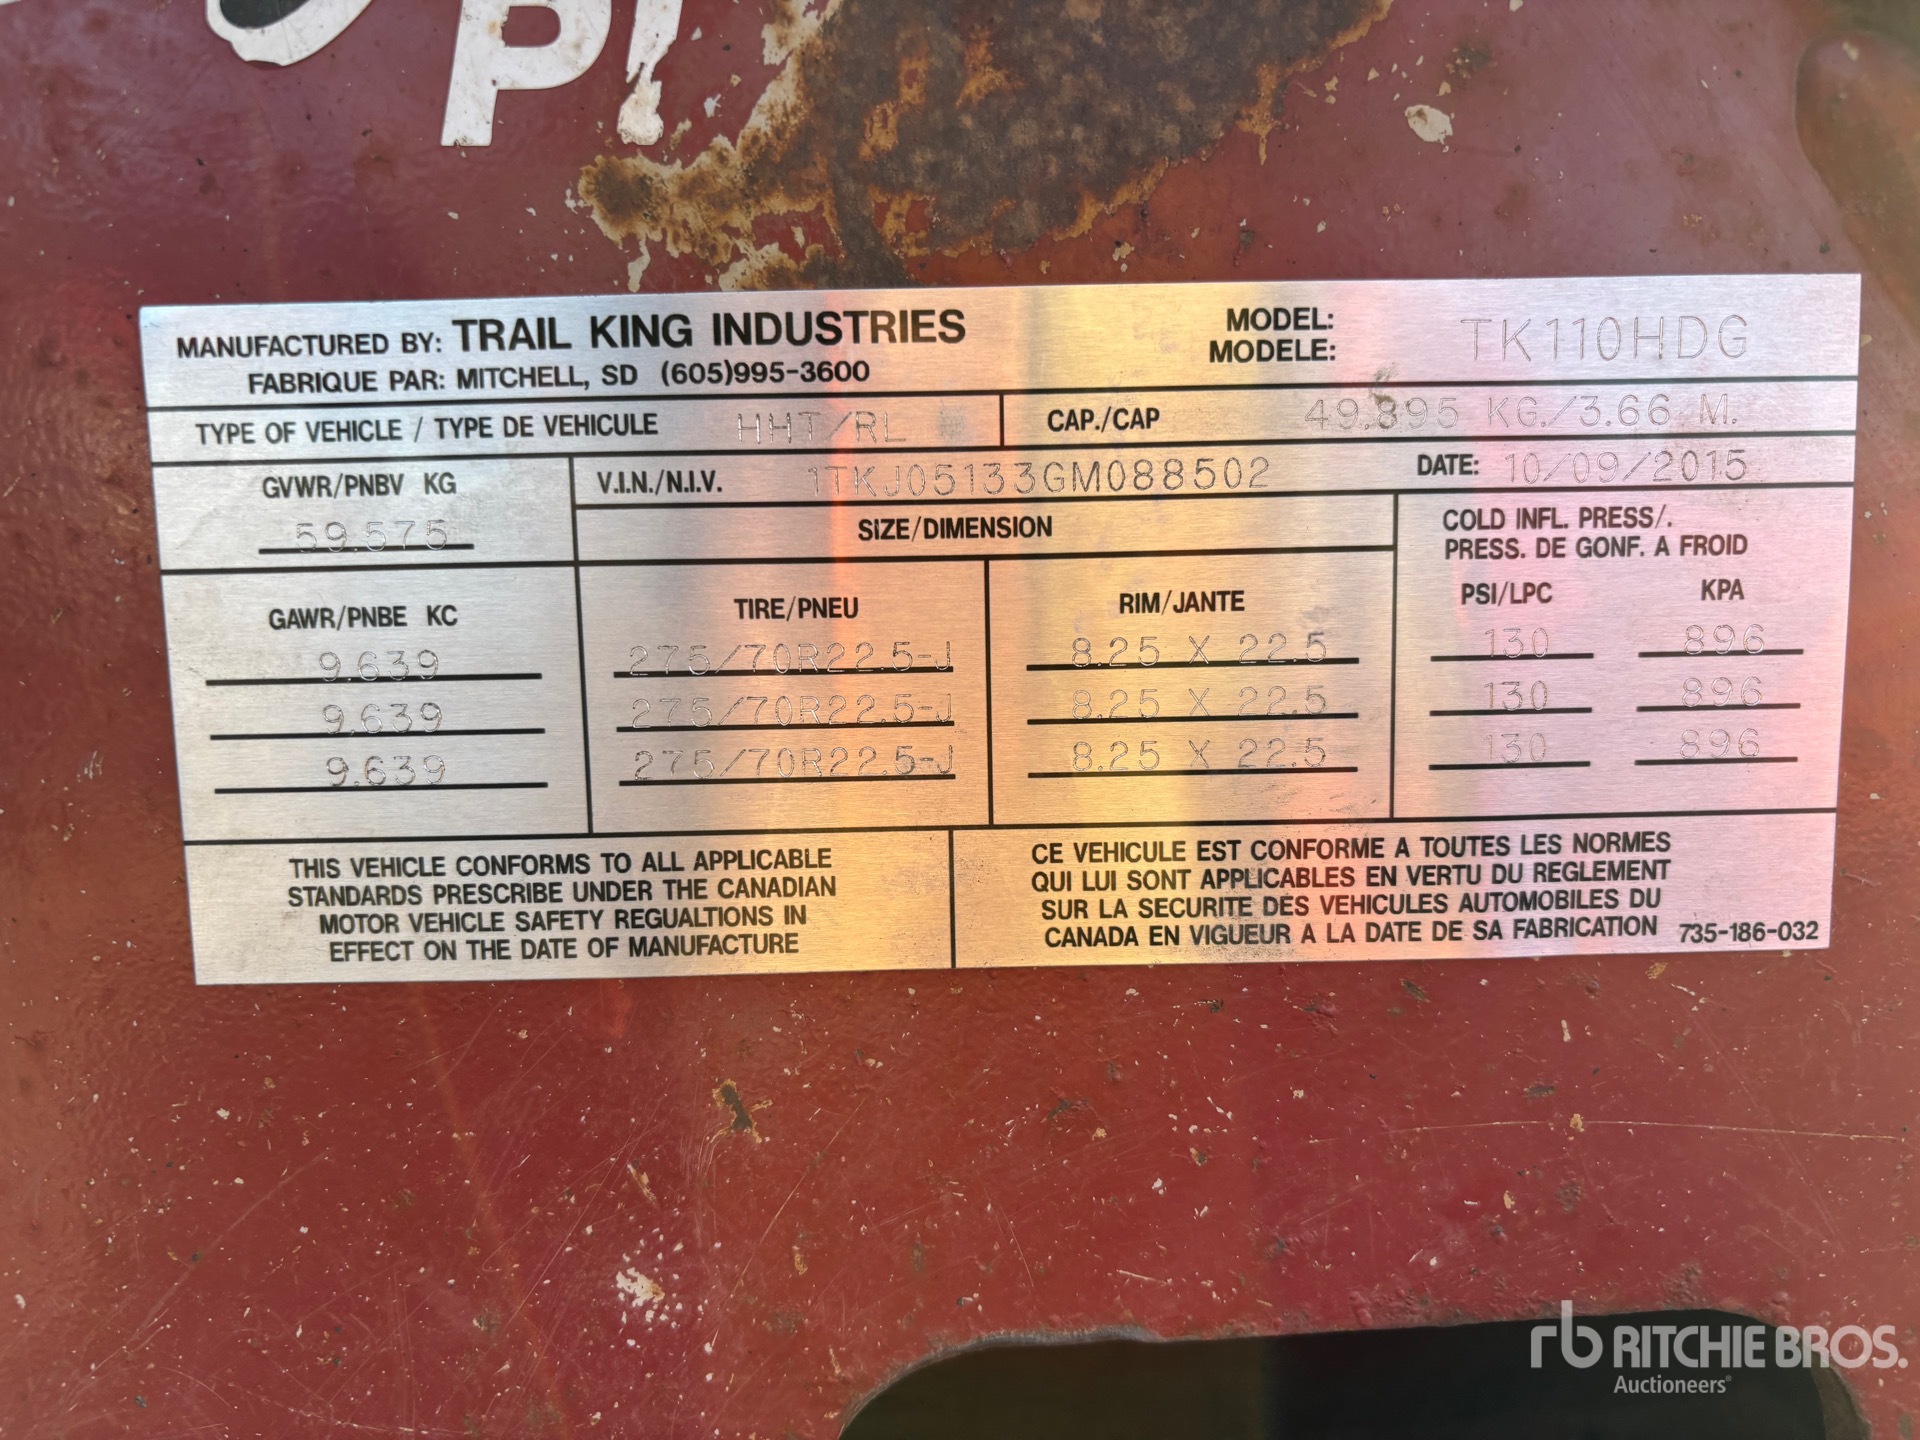 PI
MANUFACTURED BY: TRAIL KING INDUSTRIES
FABRIQUE PAR: MITCHELL, SD (605)995-3600
MODEL: TK110HDG
MODELE:
TYPE OF VEHICLE / TYPE DE VEHICULE HHT/RL
CAP./CAP 49.895 KG./3.66 M.
GVWR/PNBV KG
59.575
V.I.N./N.I.V. 1TKJ05133GM088502
DATE: 10/09/2015
SIZE/DIMENSION
COLD INFL. PRESS/.
PRESS. DE GONF. A FROID
GAWR/PNBE KC TIRE/PNEU RIM/JANTE PSI/LPC KPA
9.639 275/70R22.5-J 8.25 X 22.5 130 896
9.639 275/70R22.5-J 8.25 X 22.5 130 896
9.639 275/70R22.5-J 8.25 X 22.5 130 896
THIS VEHICLE CONFORMS TO ALL APPLICABLE
STANDARDS PRESCRIBE UNDER THE CANADIAN
MOTOR VEHICLE SAFETY REGUALTIONS IN
EFFECT ON THE DATE OF MANUFACTURE
CE VEHICULE EST CONFORME A TOUTES LES NORMES
QUI LUI SONT APPLICABLES EN VERTU DU REGLEMENT
SUR LA SECURITE DES VEHICULES AUTOMOBILES DU
CANADA EN VIGUEUR A LA DATE DE SA FABRICATION 735-186-032
rb RITCHIE BROS.
Auctioneers